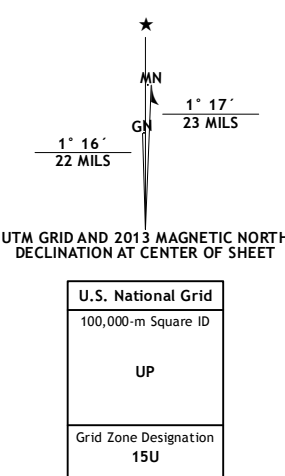 ★
MN
1° 17´
23 MILS
GN
1° 16´
22 MILS
UTM GRID AND 2013 MAGNETIC NORTH
DECLINATION AT CENTER OF SHEET
U.S. National Grid
100,000-m Square ID
UP
Grid Zone Designation
15U